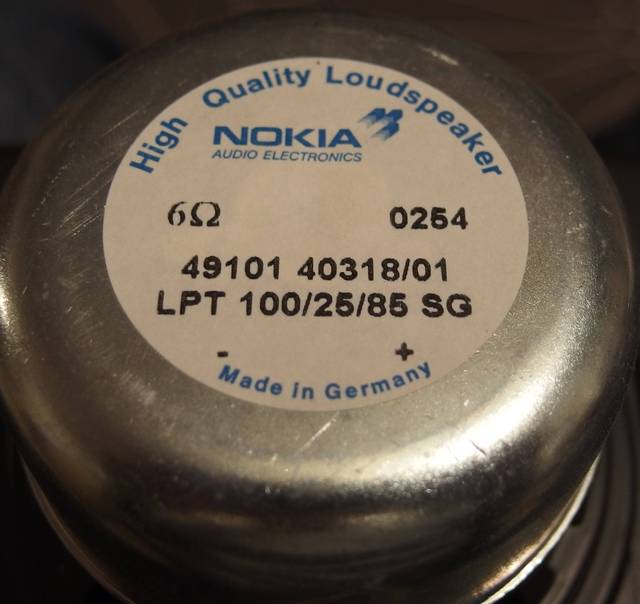 High Quality Loudspeaker
NOKIA
AUDIO ELECTRONICS
6Ω 0254
49101 40318/01
LPT 100/25/85 SG
- +
Made in Germany